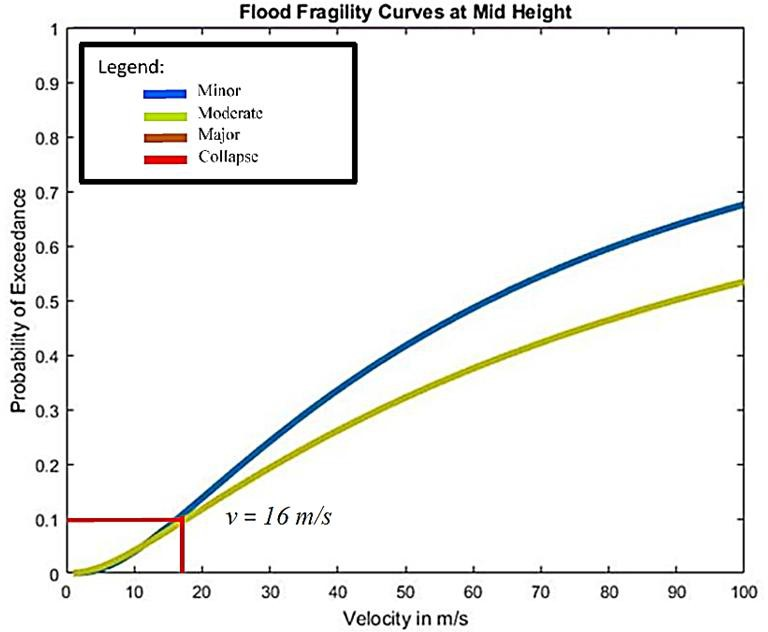 Flood Fragility Curves at Mid Height
Legend:
Minor
Moderate
Major
Collapse
1
0.9
0.8
0.7
0.6
0.5
0.4
0.3
0.2
0.1
0
Probability of Exceedance
v = 16 m/s
0 10 20 30 40 50 60 70 80 90 100
Velocity in m/s